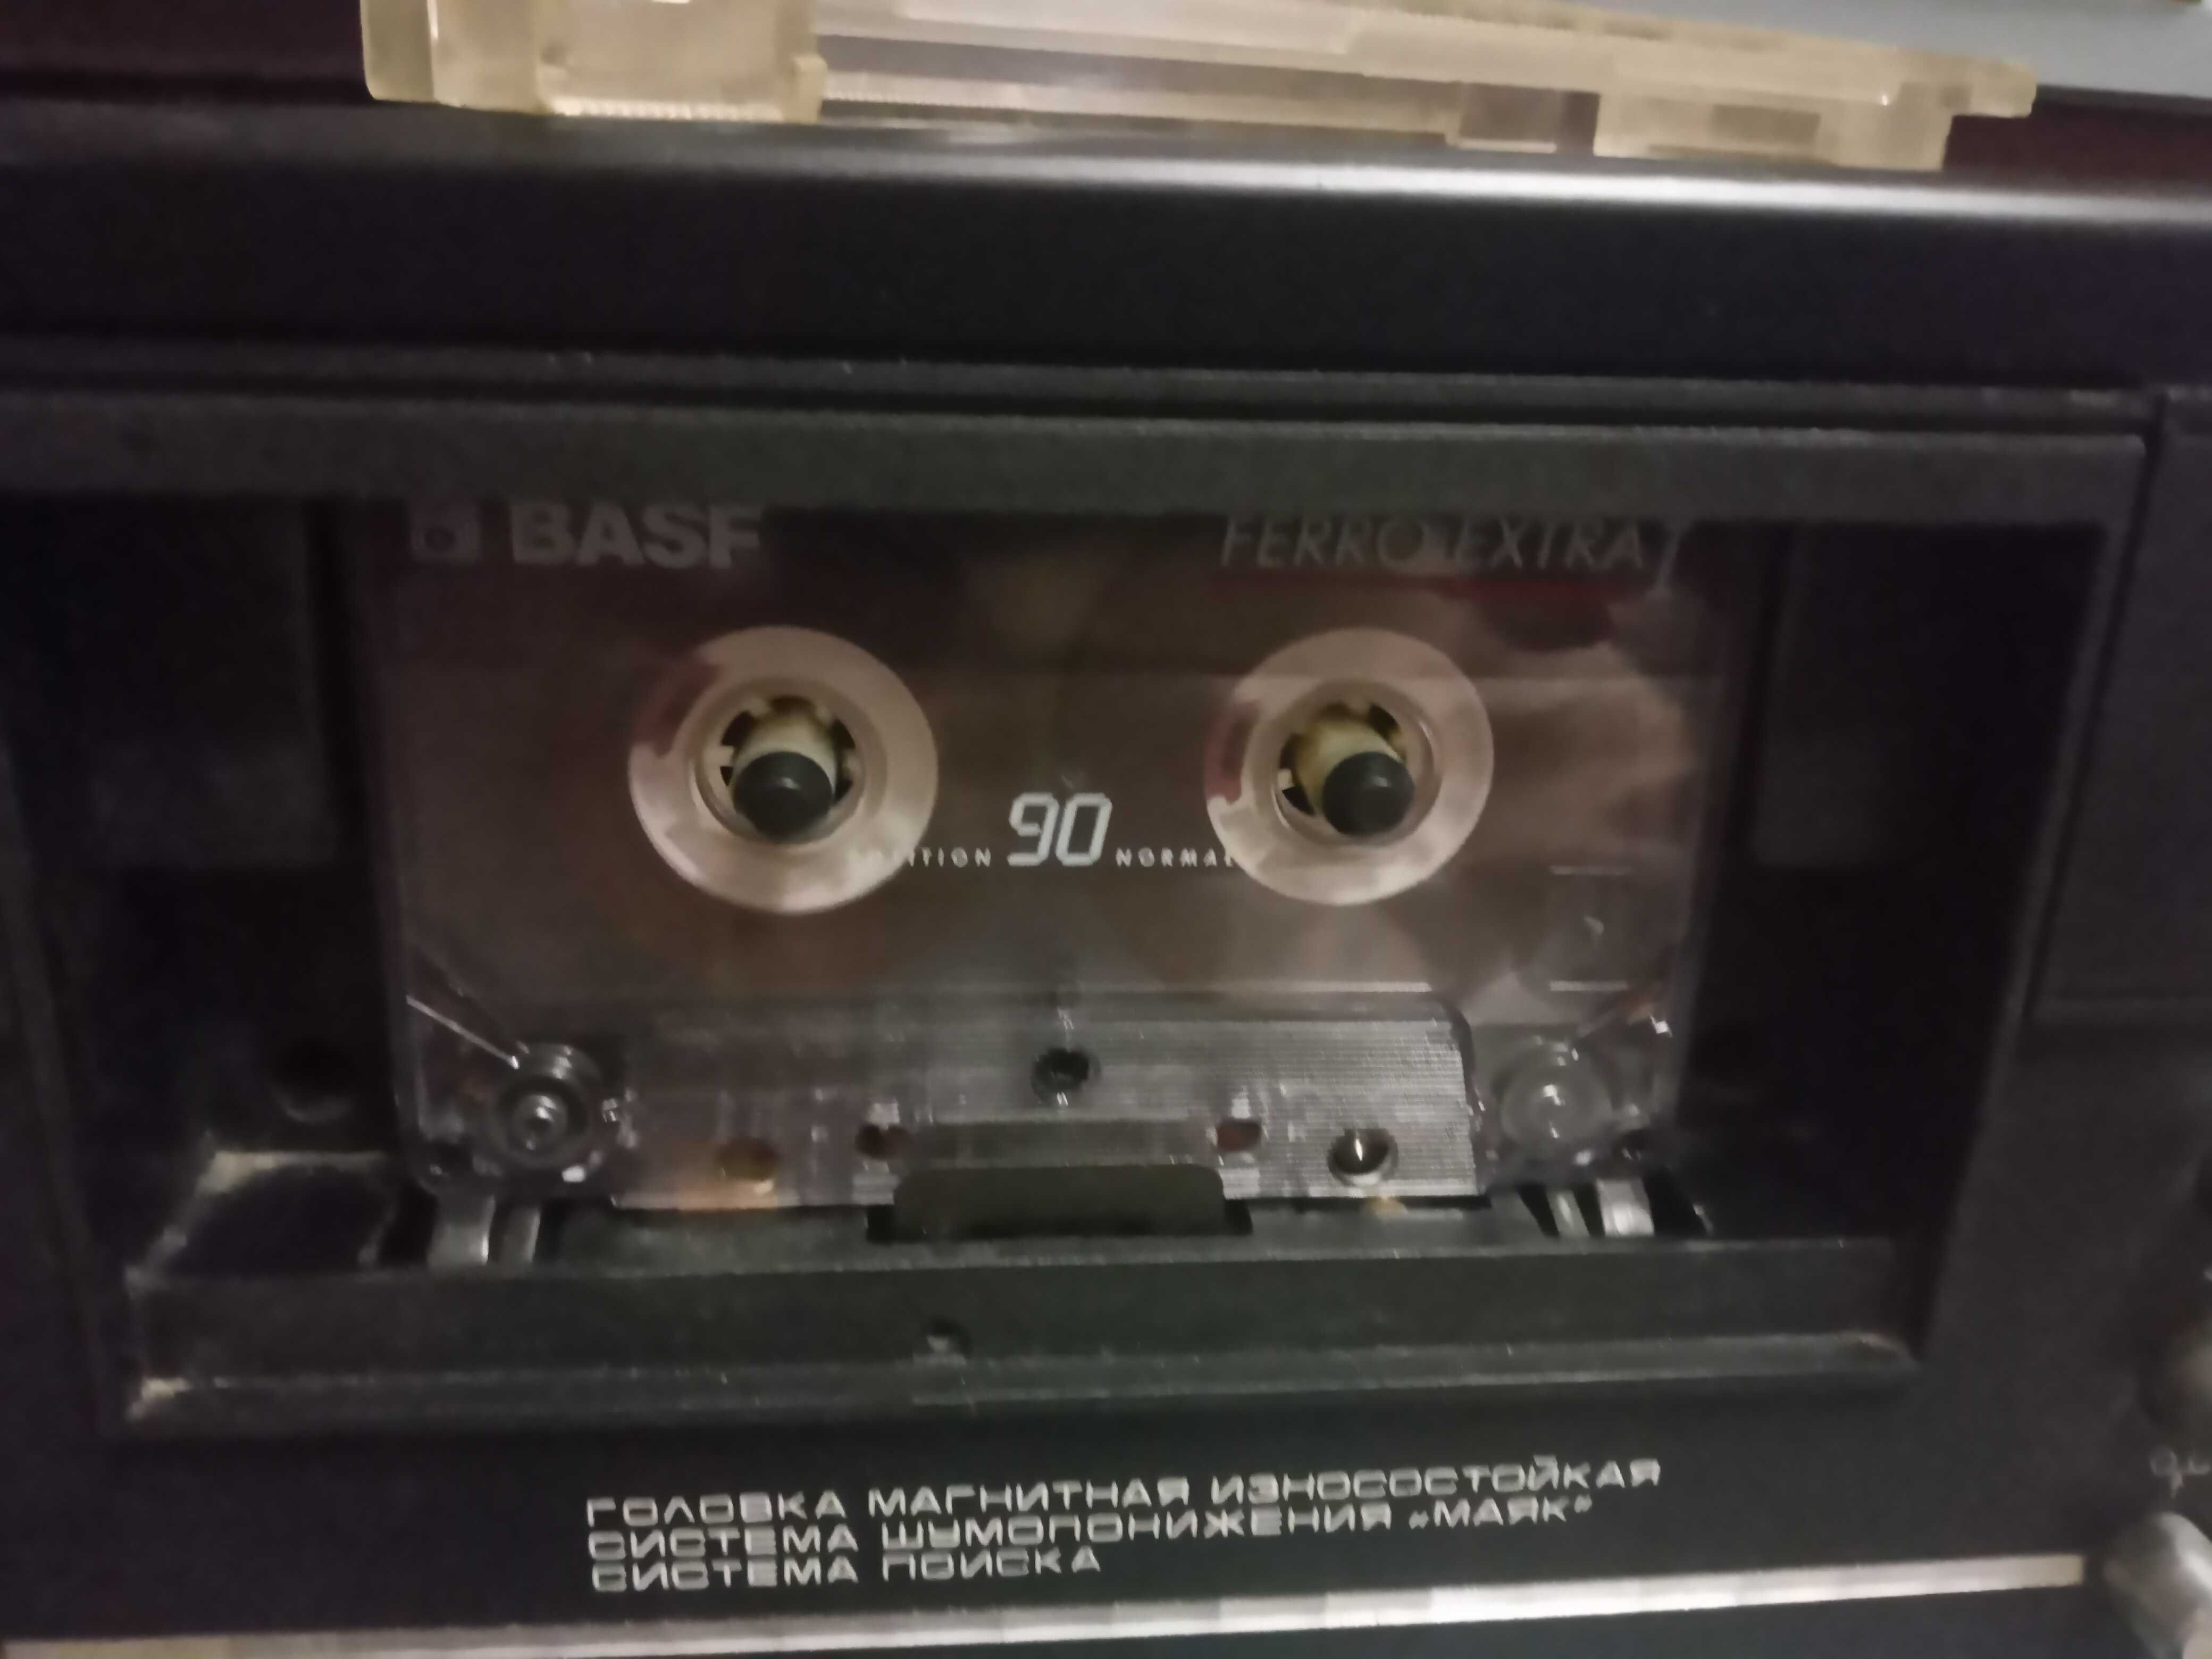 BASF
FERRO EXTRA I
90
NORMAL
ГОЛОВКА МАГНИТНАЯ ИЗНОСОСТОЙКАЯ
СИСТЕМА ШУМОПОНИЖЕНИЯ «МАЯК»
СИСТЕМА ПОИСКА